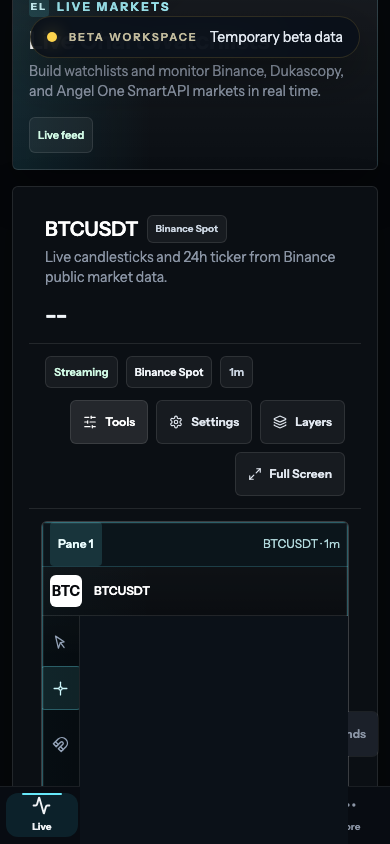 EL LIVE MARKETS
BETA WORKSPACE Temporary beta data
Build watchlists and monitor Binance, Dukascopy,
and Angel One SmartAPI markets in real time.
Live feed
BTCUSDT Binance Spot
Live candlesticks and 24h ticker from Binance
public market data.
--
Streaming Binance Spot 1m
Tools Settings Layers
Full Screen
Pane 1 BTCUSDT · 1m
BTC BTCUSDT
Live